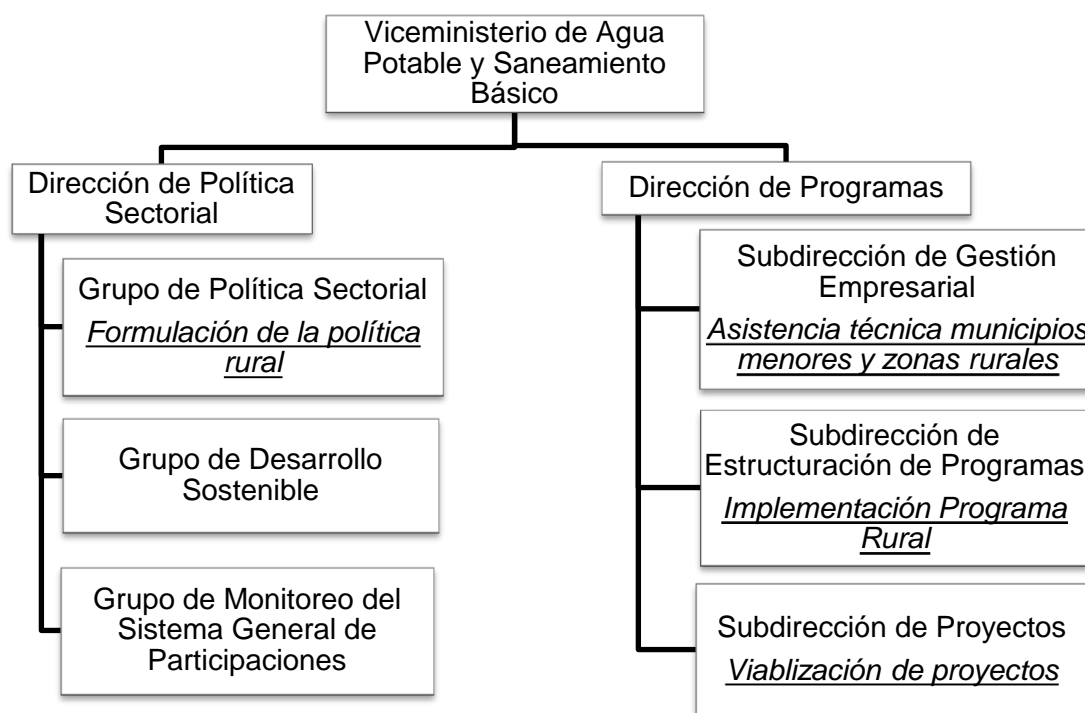 Viceministerio de Agua
Potable y Saneamiento
Básico
Dirección de Política
Sectorial
Grupo de Política Sectorial
Formulación de la política
rural
Grupo de Desarrollo
Sostenible
Grupo de Monitoreo del
Sistema General de
Participaciones
Dirección de Programas
Subdirección de Gestión
Empresarial
Asistencia técnica municipios
menores y zonas rurales
Subdirección de
Estructuración de Programas
Implementación Programa
Rural
Subdirección de Proyectos
Viablización de proyectos